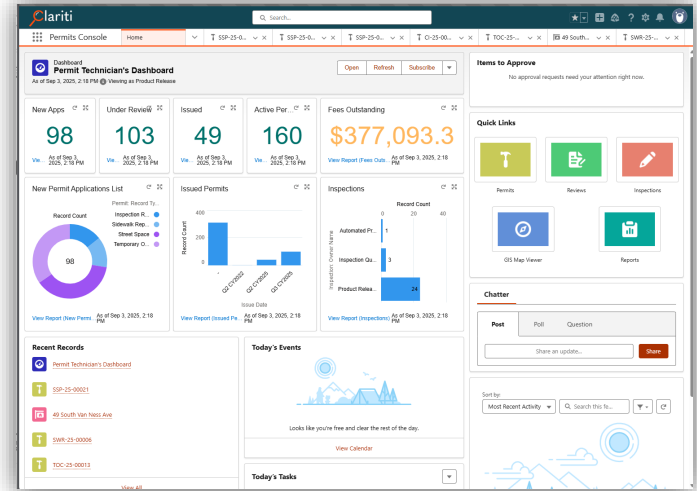 Clariti
Search...
Permits Console
Home
SSP-25-0...
SSP-25-0...
SSP-25-0...
CI-25-00...
TOC-25-...
49 South...
SWR-25-...
Dashboard
Permit Technician's Dashboard
As of Sep 3, 2025, 2:18 PM Viewing as Product Release
Open
Refresh
Subscribe
New Apps
98
Vie...
As of Sep 3, 2025, 2:18 PM
Under Review
103
Vie...
As of Sep 3, 2025, 2:18 PM
Issued
49
Vie...
As of Sep 3, 2025, 2:18 PM
Active Per...
160
Vie...
As of Sep 3, 2025, 2:18 PM
Fees Outstanding
$377,093.3
View Report (Fees Outs...
As of Sep 3, 2025, 2:18 PM
New Permit Applications List
Permit: Record Ty...
Record Count
Inspection R...
Sidewalk Rep...
Street Space
Temporary O...
98
View Report (New Permi...
As of Sep 3, 2025, 2:18 PM
Issued Permits
Record Count
400
200
0
-
Q2 CY2022
Q2 CY2025
Q3 CY2025
Issue Date
View Report (Issued Pe...
As of Sep 3, 2025, 2:18 PM
Inspections
Record Count
0
20
40
Inspection: Owner Name
Automated Pr...
1
Inspection Qu...
3
Product Relea...
24
View Report (Inspections)
As of Sep 3, 2025, 2:18 PM
Recent Records
Permit Technician's Dashboard
SSP-25-00021
49 South Van Ness Ave
SWR-25-00006
TOC-25-00013
View All
Today's Events
Looks like you're free and clear the rest of the day.
View Calendar
Today's Tasks
Items to Approve
No approval requests need your attention right now.
Quick Links
Permits
Reviews
Inspections
GIS Map Viewer
Reports
Chatter
Post
Poll
Question
Share an update...
Share
Sort by:
Most Recent Activity
Search this fe...